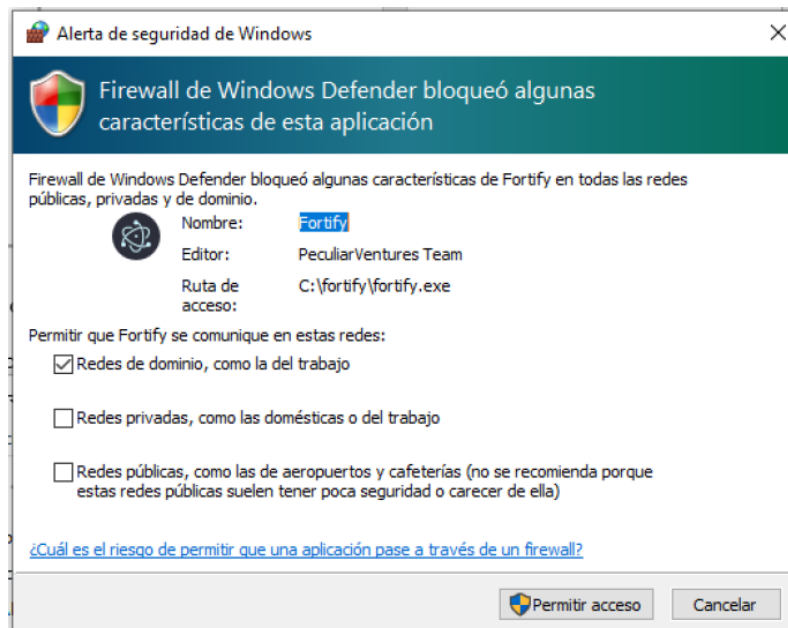 Alerta de seguridad de Windows
Firewall de Windows Defender bloqueó algunas
características de esta aplicación
Firewall de Windows Defender bloqueó algunas características de Fortify en todas las redes
públicas, privadas y de dominio.
Nombre: Fortify
Editor: PeculiarVentures Team
Ruta de C:\fortify\fortify.exe
acceso:
Permitir que Fortify se comunique en estas redes:
Redes de dominio, como la del trabajo
Redes privadas, como las domésticas o del trabajo
Redes públicas, como las de aeropuertos y cafeterías (no se recomienda porque
estas redes públicas suelen tener poca seguridad o carecer de ella)
¿Cuál es el riesgo de permitir que una aplicación pase a través de un firewall?
Permitir acceso Cancelar